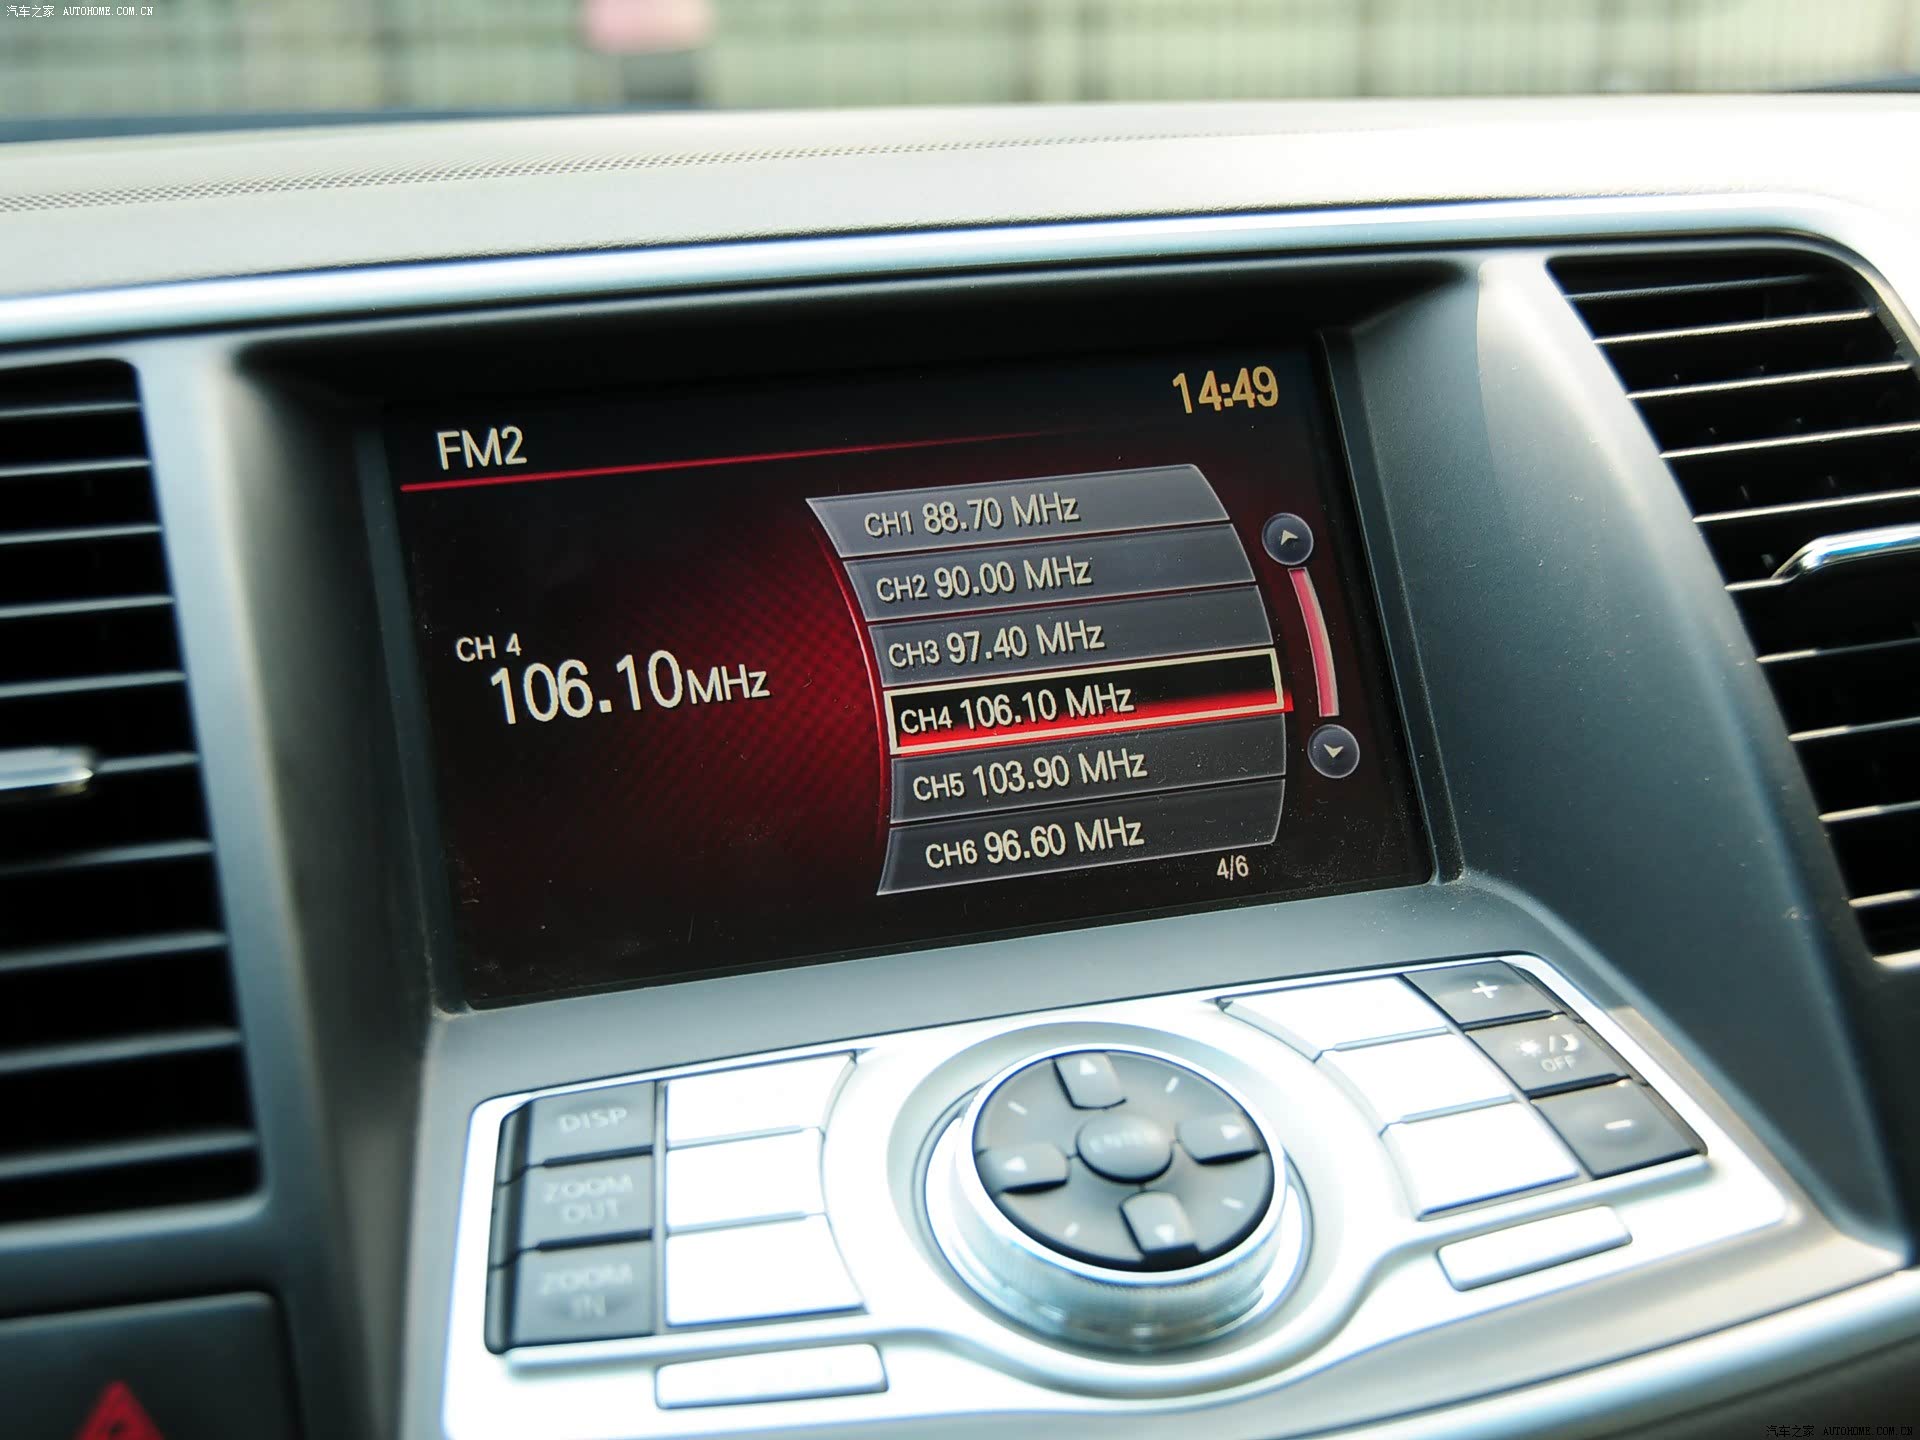 汽车之家 AUTOHOME.COM.CN
14:49
FM2
CH1 88.70 MHz
CH2 90.00 MHz
CH3 97.40 MHz
CH 4
106.10MHz
CH4 106.10 MHz
CH5 103.90 MHz
CH6 96.60 MHz
4/6
+
OFF
-
DISP
ZOOM
OUT
ZOOM
IN
ENTER
汽车之家 AUTOHOME.COM.CN